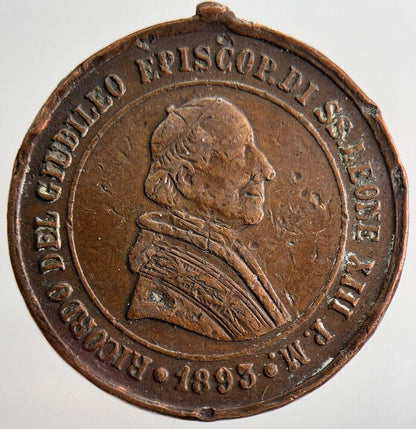 RICORDO DEL GIUBILEO EPISCOP. DI SS. LEONE XIII P. M.
• 1893 •